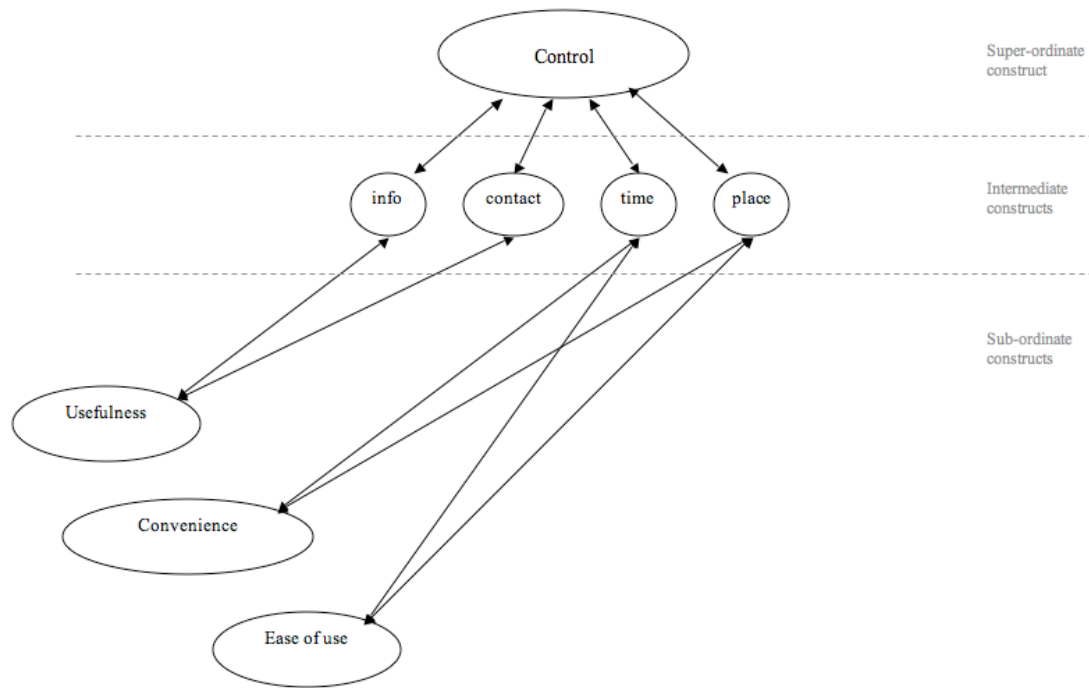 Control
Super-ordinate
construct
info
contact
time
place
Intermediate
constructs
Sub-ordinate
constructs
Usefulness
Convenience
Ease of use